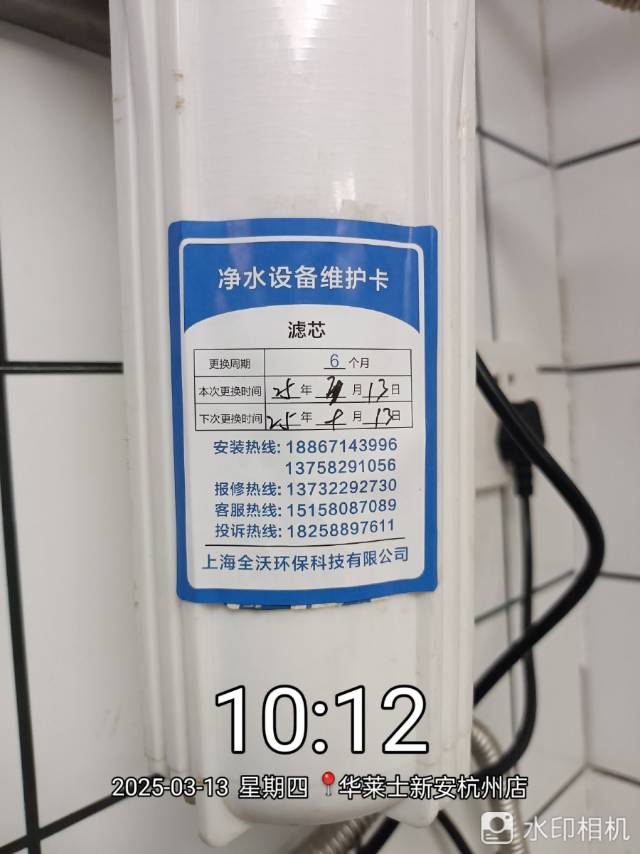 净水设备维护卡
滤芯
更换周期 6 个月
本次更换时间 25 年 月 13 日
下次更换时间 25 年 月 13 日
安装热线: 18867143996
13758291056
报修热线: 13732292730
客服热线: 15158087089
投诉热线: 18258897611
上海全沃环保科技有限公司
10:12
2025-03-13 星期四 📍华莱士新安杭州店
水印相机